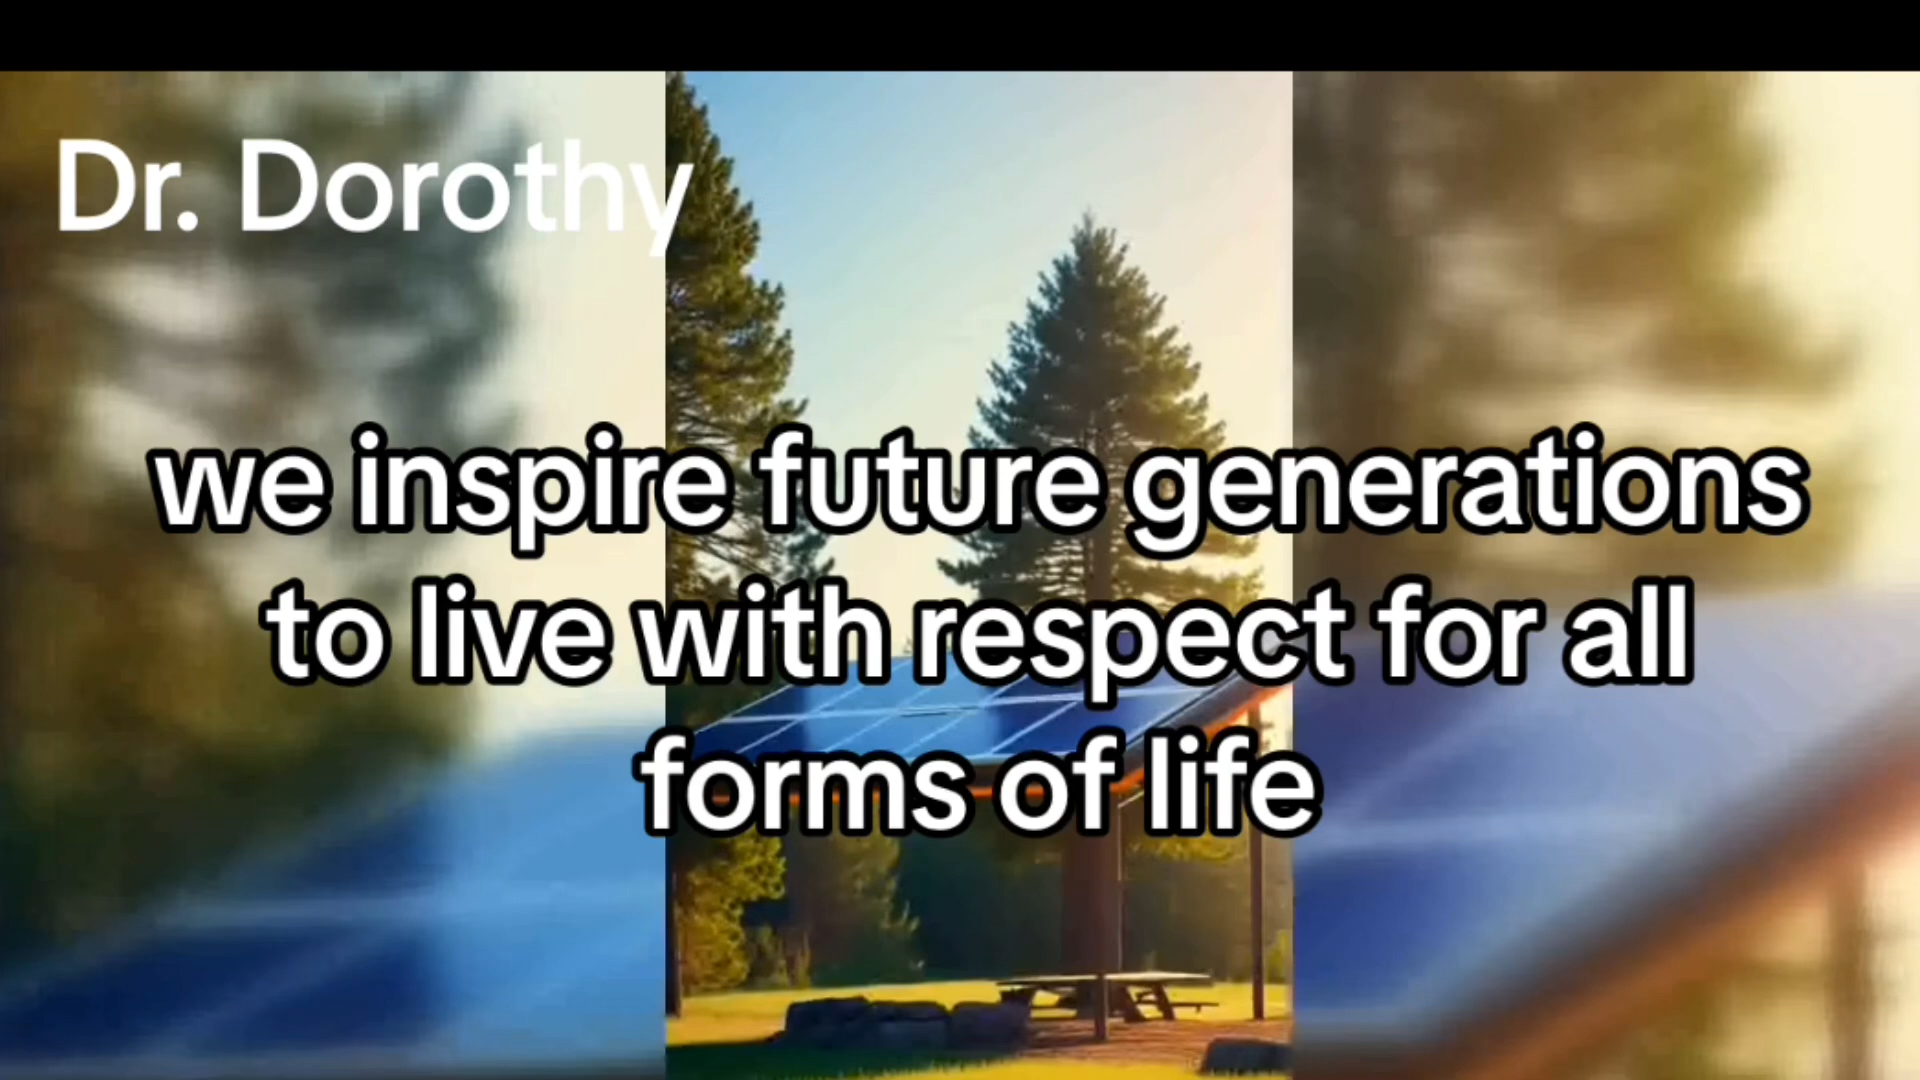 Dr. Dorothy
we inspire future generations
to live with respect for all
forms of life